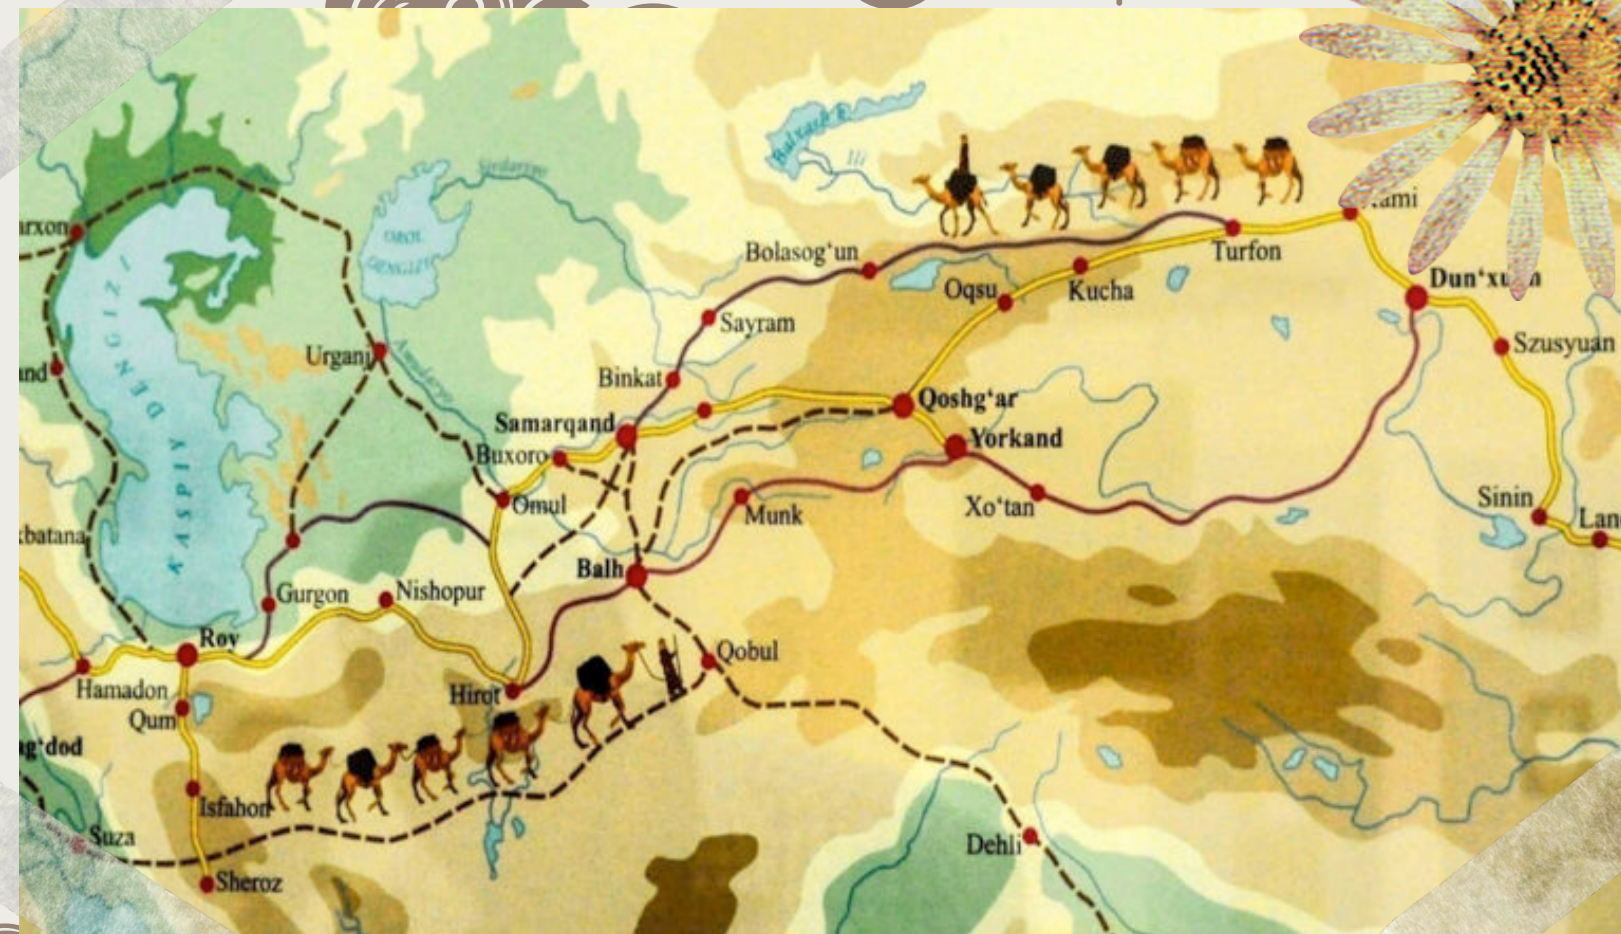 Balxash
Ili
Sirdaryo
OROL
DENGIZI
Amudaryo
KASPIY DENGIZI
Bolasog‘un
Turfon
Oqsu
Kucha
Sayram
Szusyuan
Urganj
Binkat
Qoshg‘ar
Samarqand
Yorkand
Buxoro
Omul
Munk
Xo‘tan
Sinin
Balh
Gurgon
Nishopur
Roy
Qobul
Hamadon
Hirot
Qum
Isfahon
Suza
Dehli
Sheroz